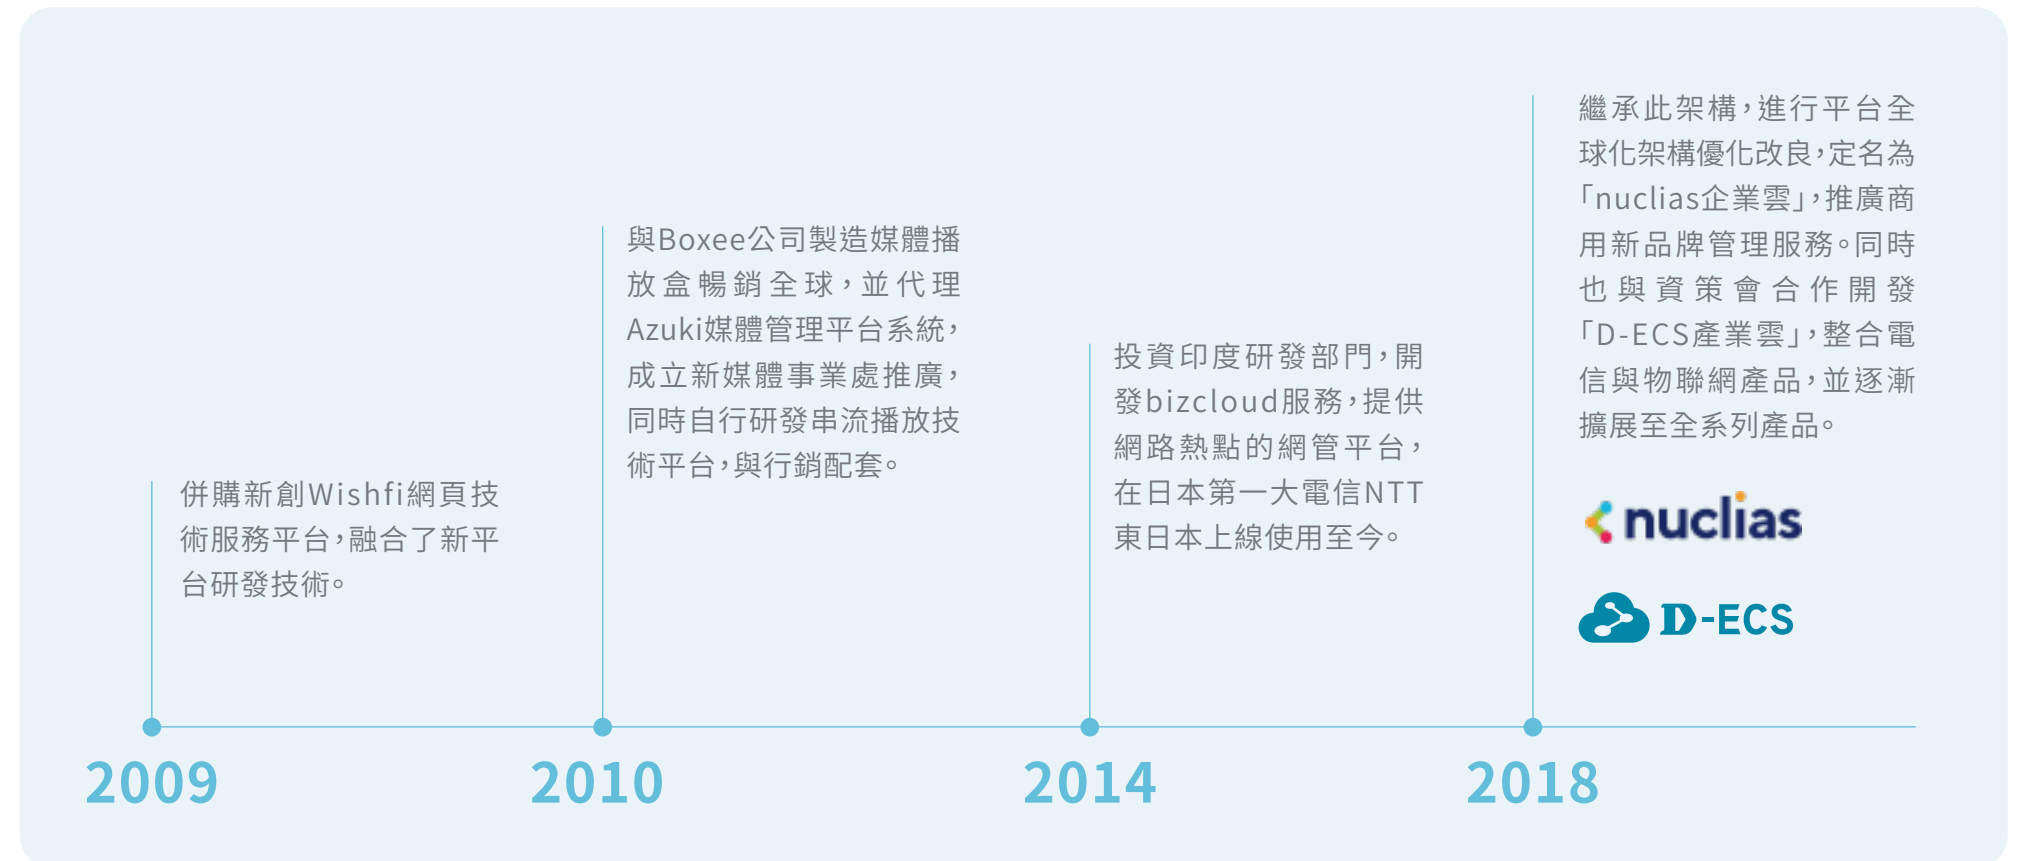 併購新創Wishfi網頁技
術服務平台，融合了新平
台研發技術。
2009
與Boxee公司製造媒體播
放盒暢銷全球，並代理
Azuki媒體管理平台系統，
成立新媒體事業處推廣，
同時自行研發串流播放技
術平台，與行銷配套。
2010
投資印度研發部門，開
發bizcloud服務，提供
網路熱點的網管平台，
在日本第一大電信NTT
東日本上線使用至今。
2014
繼承此架構，進行平台全
球化架構優化改良，定名為
「nuclias企業雲」，推廣商
用新品牌管理服務。同時
也與資策會合作開發
「D-ECS產業雲」，整合電
信與物聯網產品，並逐漸
擴展至全系列產品。
nuclias
D-ECS
2018